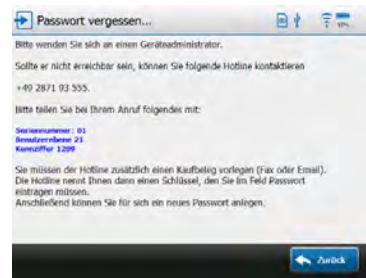 Passwort vergessen...
Bitte wenden Sie sich an einen Geräteadministrator.
Sollte er nicht erreichbar sein, können Sie folgende Hotline kontaktieren
+49 2871 93 555.
Bitte teilen Sie bei Ihrem Anruf folgendes mit:
Seriennummer: 01
Benutzerebene 21
Kennziffer 1209
Sie müssen der Hotline zusätzlich einen Kaufbeleg vorlegen (Fax oder Email).
Die Hotline nennt Ihnen dann einen Schlüssel, den Sie im Feld Passwort
eintragen müssen.
Anschließend können Sie für sich ein neues Passwort anlegen.
Zurück